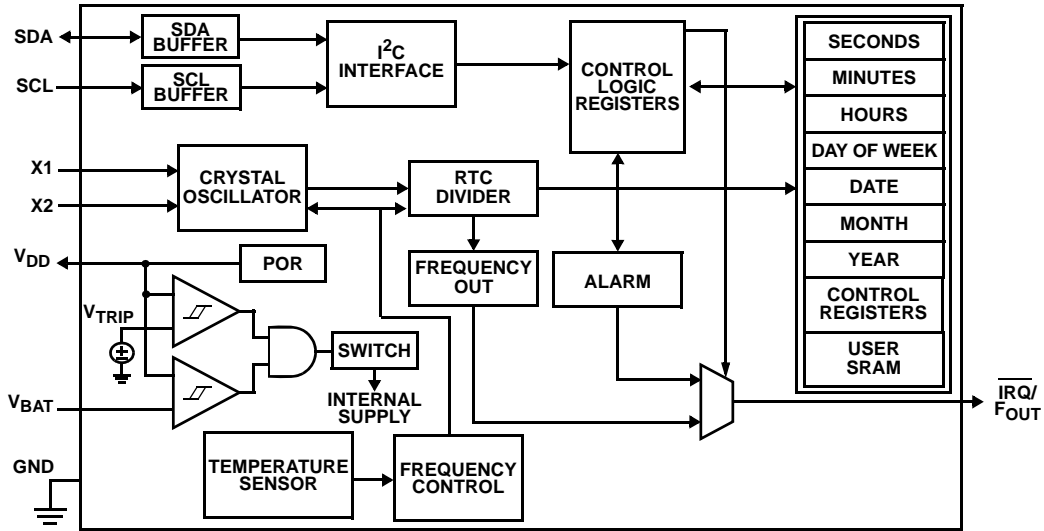 SDA
SDA
BUFFER
SCL
SCL
BUFFER
I²C
INTERFACE
CONTROL
LOGIC
REGISTERS
SECONDS
MINUTES
HOURS
DAY OF WEEK
DATE
MONTH
YEAR
CONTROL
REGISTERS
USER
SRAM
X1
X2
CRYSTAL
OSCILLATOR
RTC
DIVIDER
FREQUENCY
OUT
ALARM
VDD
POR
VTRIP
SWITCH
INTERNAL
SUPPLY
VBAT
IRQ/
FOUT
GND
TEMPERATURE
SENSOR
FREQUENCY
CONTROL